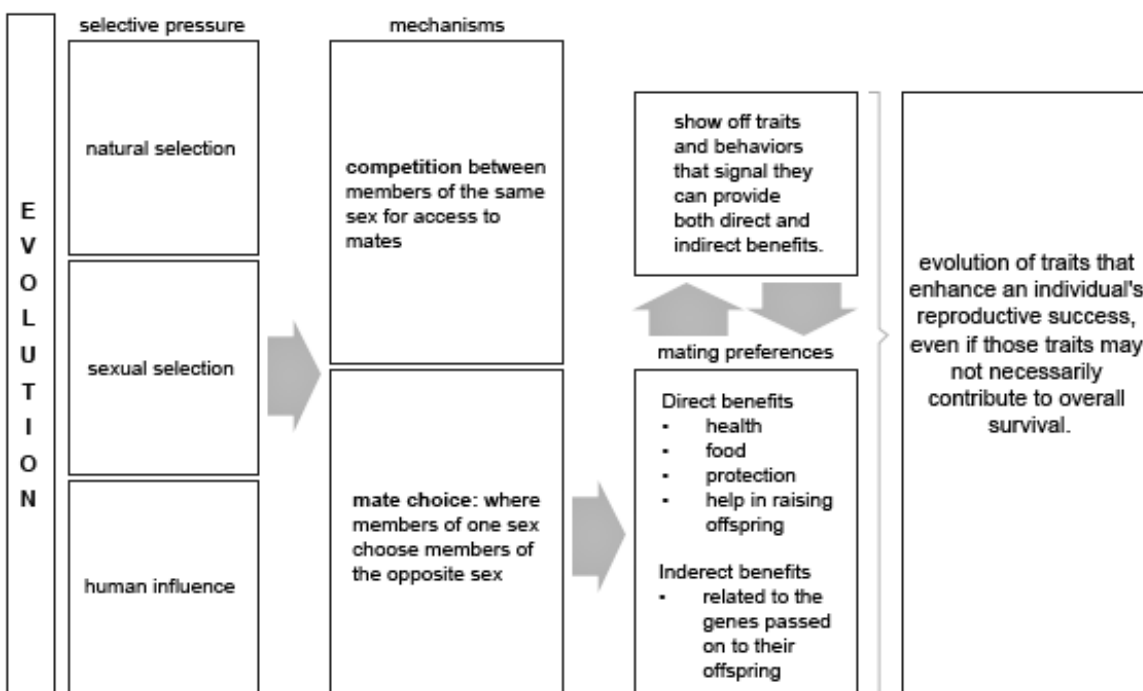 EVOLUTION
selective pressure
natural selection
sexual selection
human influence
mechanisms
competition between
members of the same
sex for access to
mates
mate choice: where
members of one sex
choose members of
the opposite sex
show off traits
and behaviors
that signal they
can provide
both direct and
indirect benefits.
mating preferences
Direct benefits
- health
- food
- protection
- help in raising
offspring
Inderect benefits
- related to the
genes passed
on to their
offspring
evolution of traits that
enhance an individual's
reproductive success,
even if those traits may
not necessarily
contribute to overall
survival.